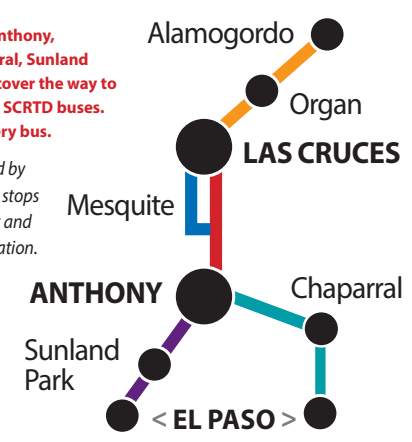 nthony,
ral, Sunland
cover the way to
SCRTD buses.
ry bus.
d by
stops
and
ation.
Alamogordo
Organ
LAS CRUCES
Mesquite
ANTHONY
Chaparral
Sunland
Park
< EL PASO >